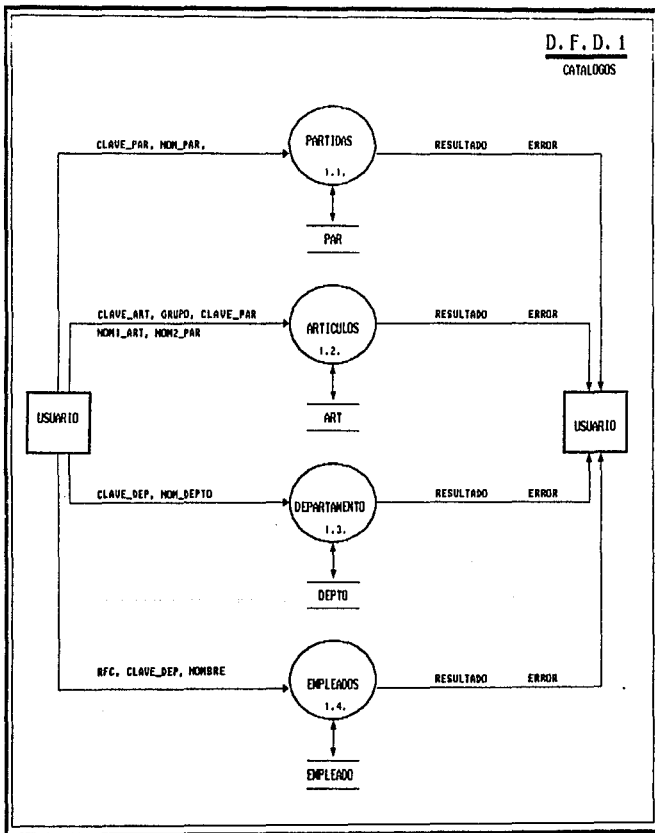 D.F.D.1
CATALOGOS
CLAVE_PAR, NOM_PAR,
PARTIDAS
1.1.
RESULTADO ERROR
PAR
CLAVE_ART, GRUPO, CLAVE_PAR
NOM1_ART, NOM2_PAR
ARTICULOS
1.2.
RESULTADO ERROR
ART
USUARIO
USUARIO
CLAVE_DEP, NOM_DEPTO
DEPARTAMENTO
1.3.
RESULTADO ERROR
DEPTO
RFC, CLAVE_DEP, NOMBRE
EMPLEADOS
1.4.
RESULTADO ERROR
EMPLEADO